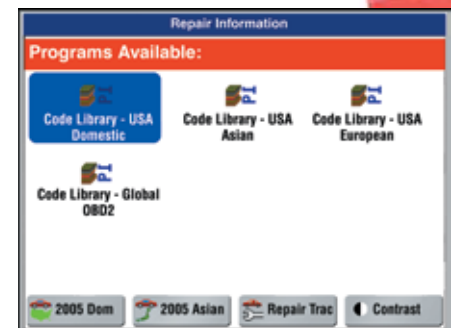 Repair Information
Programs Available:
Code Library - USA
Domestic
Code Library - USA
Asian
Code Library - USA
European
Code Library - Global
OBD2
2005 Dom
2005 Asian
Repair Trac
Contrast